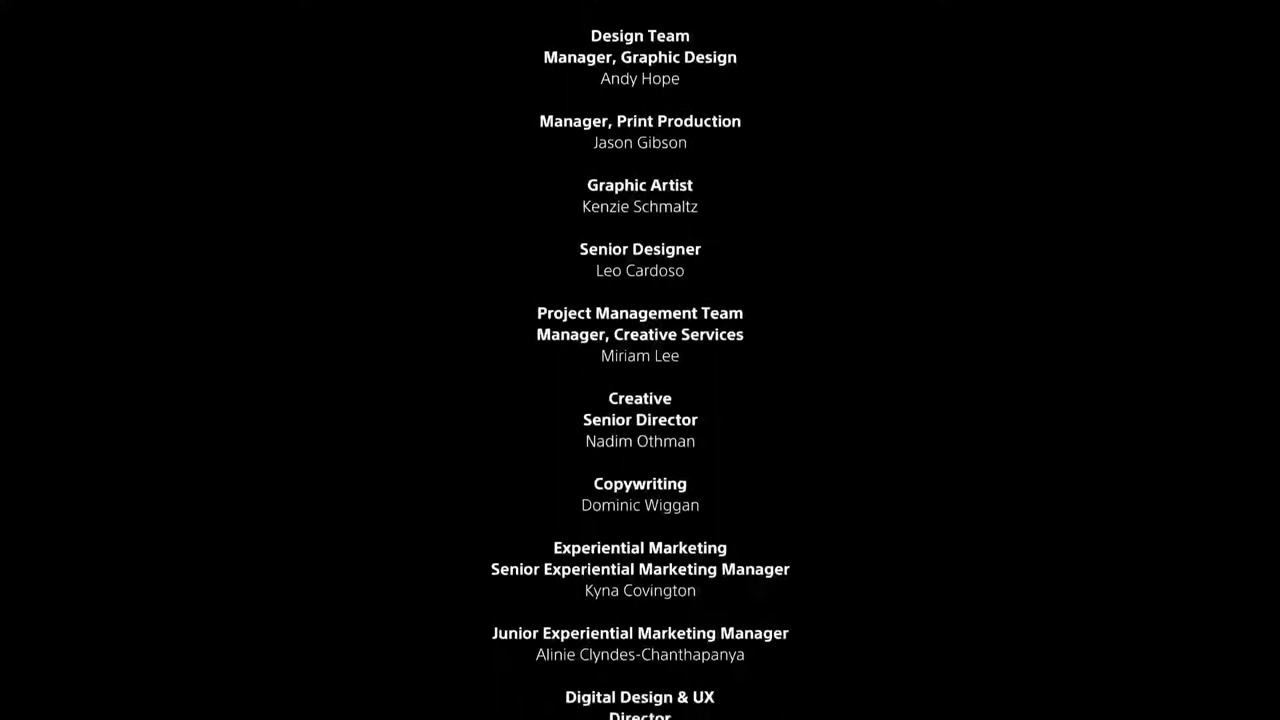 Design Team
Manager, Graphic Design
Andy Hope
Manager, Print Production
Jason Gibson
Graphic Artist
Kenzie Schmaltz
Senior Designer
Leo Cardoso
Project Management Team
Manager, Creative Services
Miriam Lee
Creative
Senior Director
Nadim Othman
Copywriting
Dominic Wiggan
Experiential Marketing
Senior Experiential Marketing Manager
Kyna Covington
Junior Experiential Marketing Manager
Alinie Clyndes-Chanthapanya
Digital Design & UX
Director